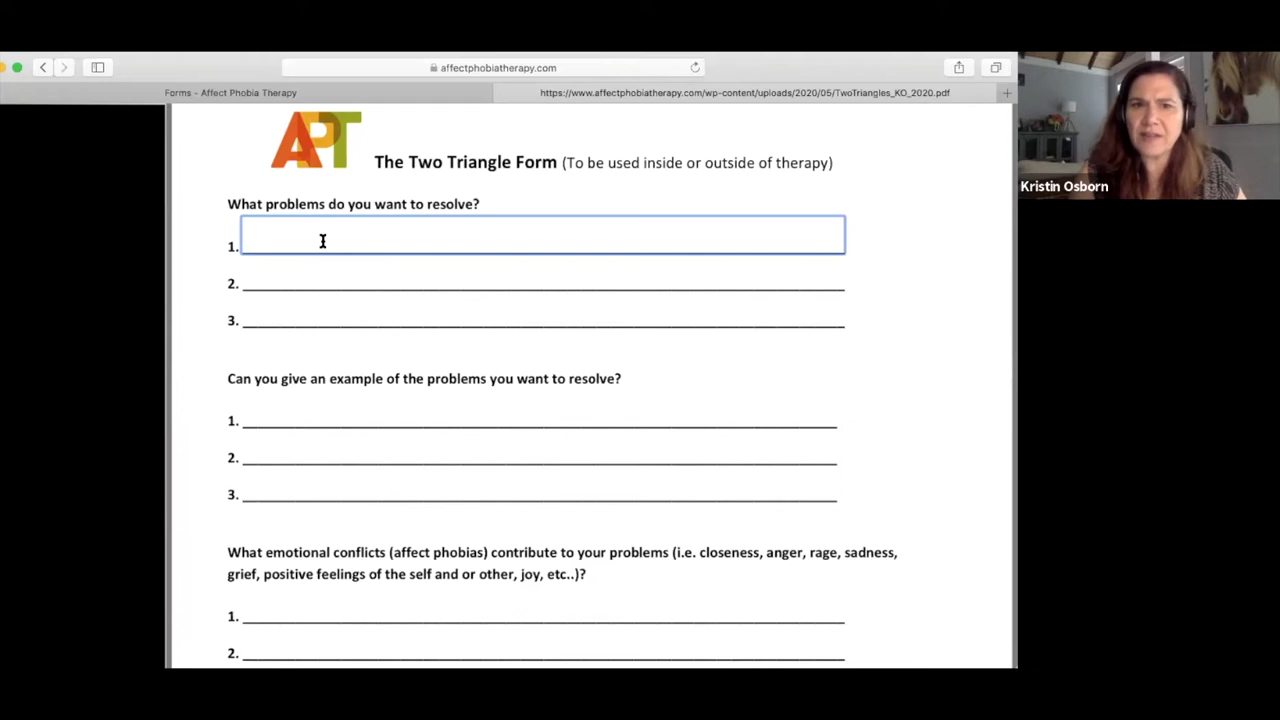 affectphobiatherapy.com
Forms - Affect Phobia Therapy
https://www.affectphobiatherapy.com/wp-content/uploads/2020/05/TwoTriangles_KO_2020.pdf
APT
The Two Triangle Form (To be used inside or outside of therapy)
Kristin Osborn
What problems do you want to resolve?
1.
2.
3.
Can you give an example of the problems you want to resolve?
1.
2.
3.
What emotional conflicts (affect phobias) contribute to your problems (i.e. closeness, anger, rage, sadness,
grief, positive feelings of the self and or other, joy, etc..)?
1.
2.